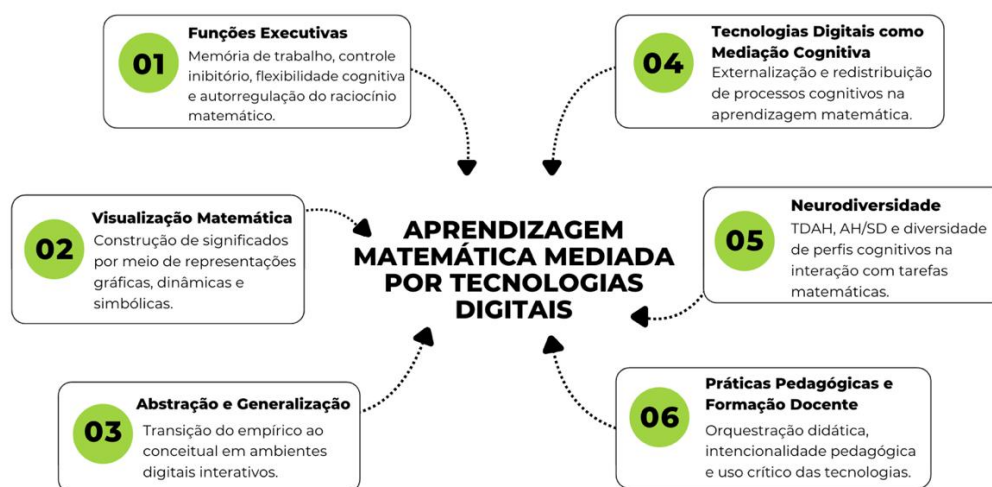 01
Funções Executivas
Memória de trabalho, controle
inibitório, flexibilidade cognitiva
e autorregulação do raciocínio
matemático.
02
Visualização Matemática
Construção de significados
por meio de representações
gráficas, dinâmicas e
simbólicas.
03
Abstração e Generalização
Transição do empírico ao
conceitual em ambientes
digitais interativos.
APRENDIZAGEM
MATEMÁTICA MEDIADA
POR TECNOLOGIAS
DIGITAIS
04
Tecnologias Digitais como
Mediação Cognitiva
Externalização e redistribuição
de processos cognitivos na
aprendizagem matemática.
05
Neurodiversidade
TDAH, AH/SD e diversidade
de perfis cognitivos na
interação com tarefas
matemáticas.
06
Práticas Pedagógicas e
Formação Docente
Orquestração didática,
intencionalidade pedagógica
e uso crítico das tecnologias.